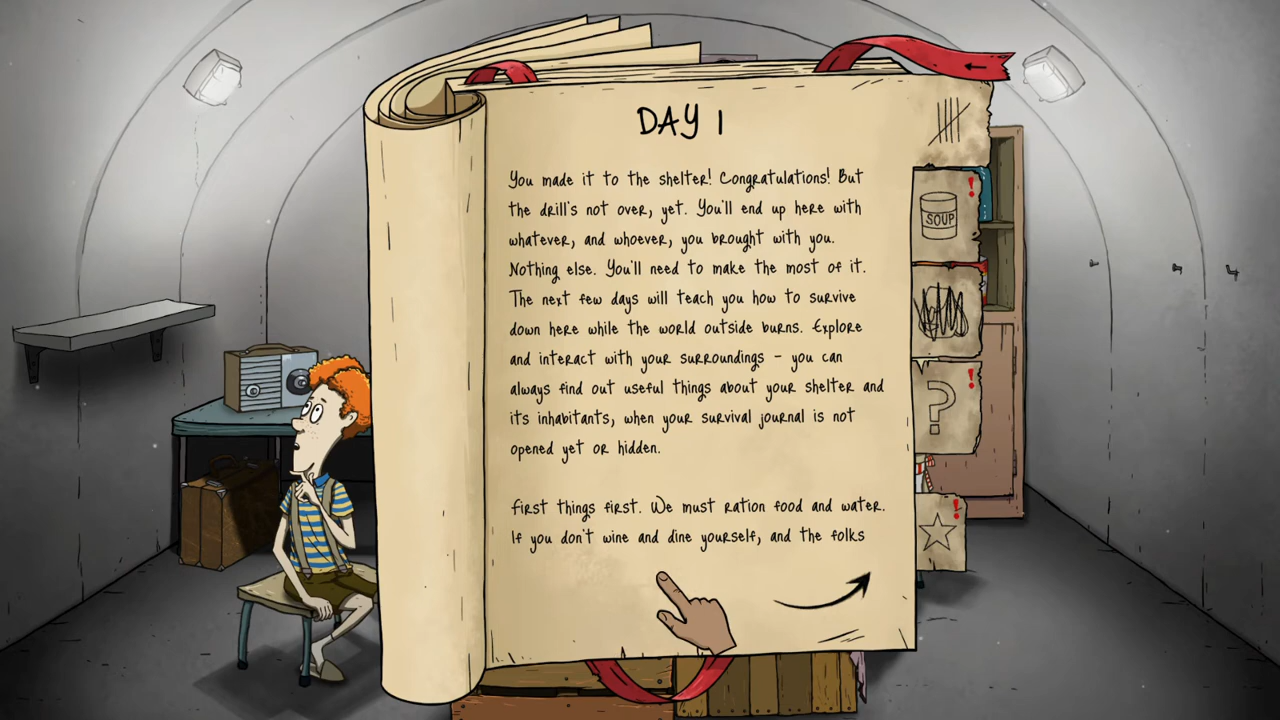 DAY 1
You made it to the shelter! Congratulations! But
the drill's not over, yet. You'll end up here with
whatever, and whoever, you brought with you.
Nothing else. You'll need to make the most of it.
The next few days will teach you how to survive
down here while the world outside burns. Explore
and interact with your surroundings - you can
always find out useful things about your shelter and
its inhabitants, when your survival journal is not
opened yet or hidden.
First things first. We must ration food and water.
If you don't wine and dine yourself, and the folks
!
SOUP
!
?
!